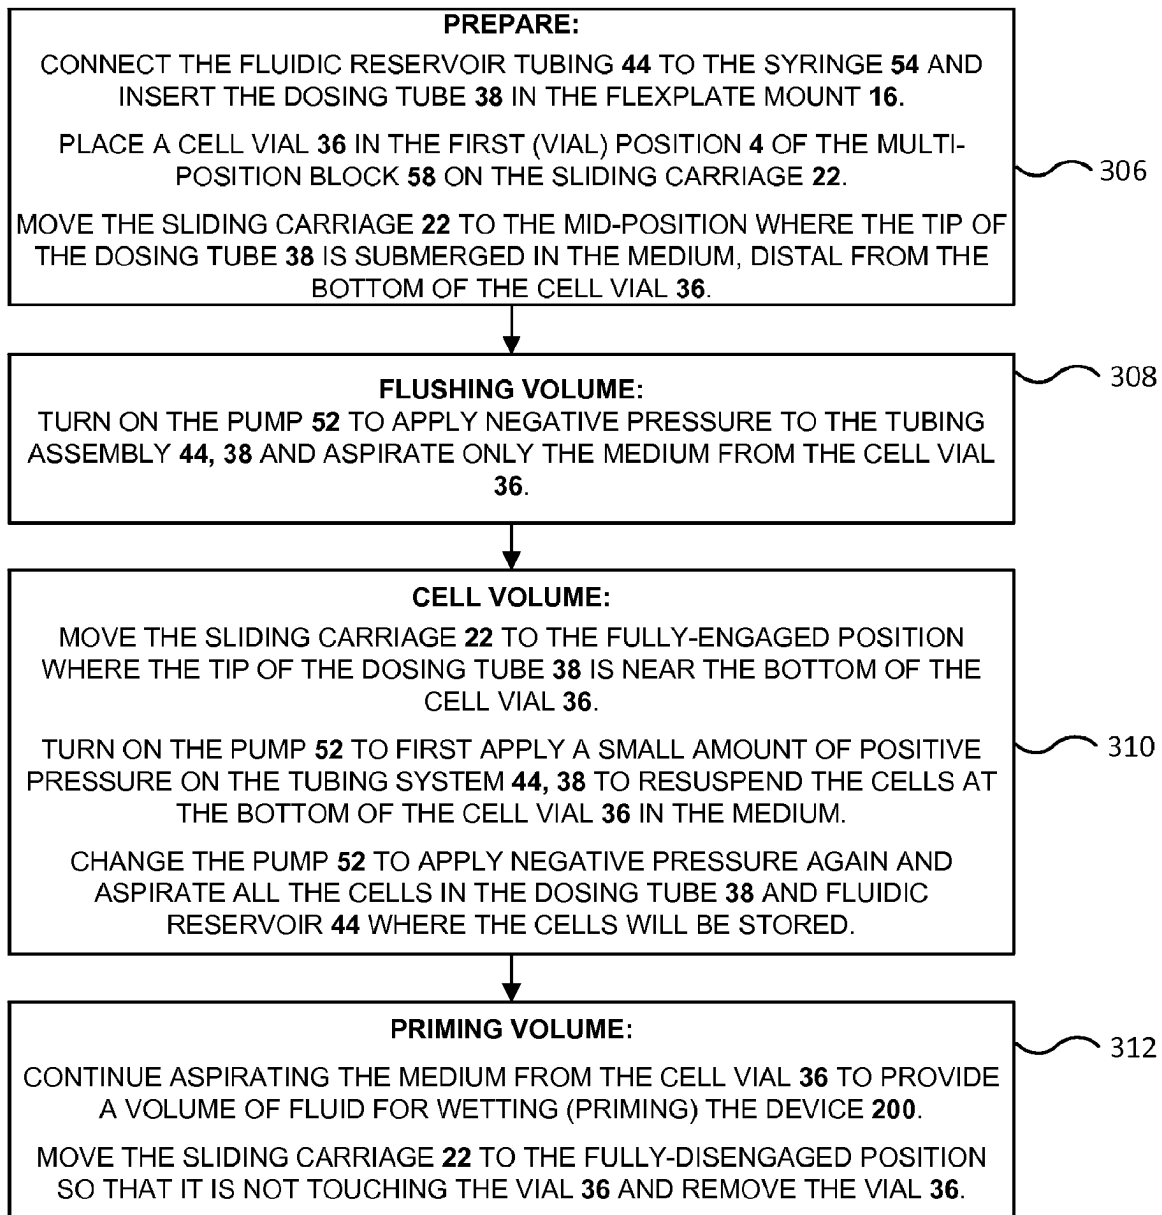 PREPARE:
CONNECT THE FLUIDIC RESERVOIR TUBING 44 TO THE SYRINGE 54 AND
INSERT THE DOSING TUBE 38 IN THE FLEXPLATE MOUNT 16.
PLACE A CELL VIAL 36 IN THE FIRST (VIAL) POSITION 4 OF THE MULTI-
POSITION BLOCK 58 ON THE SLIDING CARRIAGE 22.
MOVE THE SLIDING CARRIAGE 22 TO THE MID-POSITION WHERE THE TIP OF
THE DOSING TUBE 38 IS SUBMERGED IN THE MEDIUM, DISTAL FROM THE
BOTTOM OF THE CELL VIAL 36.
306
FLUSHING VOLUME:
TURN ON THE PUMP 52 TO APPLY NEGATIVE PRESSURE TO THE TUBING
ASSEMBLY 44, 38 AND ASPIRATE ONLY THE MEDIUM FROM THE CELL VIAL
36.
308
CELL VOLUME:
MOVE THE SLIDING CARRIAGE 22 TO THE FULLY-ENGAGED POSITION
WHERE THE TIP OF THE DOSING TUBE 38 IS NEAR THE BOTTOM OF THE
CELL VIAL 36.
TURN ON THE PUMP 52 TO FIRST APPLY A SMALL AMOUNT OF POSITIVE
PRESSURE ON THE TUBING SYSTEM 44, 38 TO RESUSPEND THE CELLS AT
THE BOTTOM OF THE CELL VIAL 36 IN THE MEDIUM.
CHANGE THE PUMP 52 TO APPLY NEGATIVE PRESSURE AGAIN AND
ASPIRATE ALL THE CELLS IN THE DOSING TUBE 38 AND FLUIDIC
RESERVOIR 44 WHERE THE CELLS WILL BE STORED.
310
PRIMING VOLUME:
CONTINUE ASPIRATING THE MEDIUM FROM THE CELL VIAL 36 TO PROVIDE
A VOLUME OF FLUID FOR WETTING (PRIMING) THE DEVICE 200.
MOVE THE SLIDING CARRIAGE 22 TO THE FULLY-DISENGAGED POSITION
SO THAT IT IS NOT TOUCHING THE VIAL 36 AND REMOVE THE VIAL 36.
312